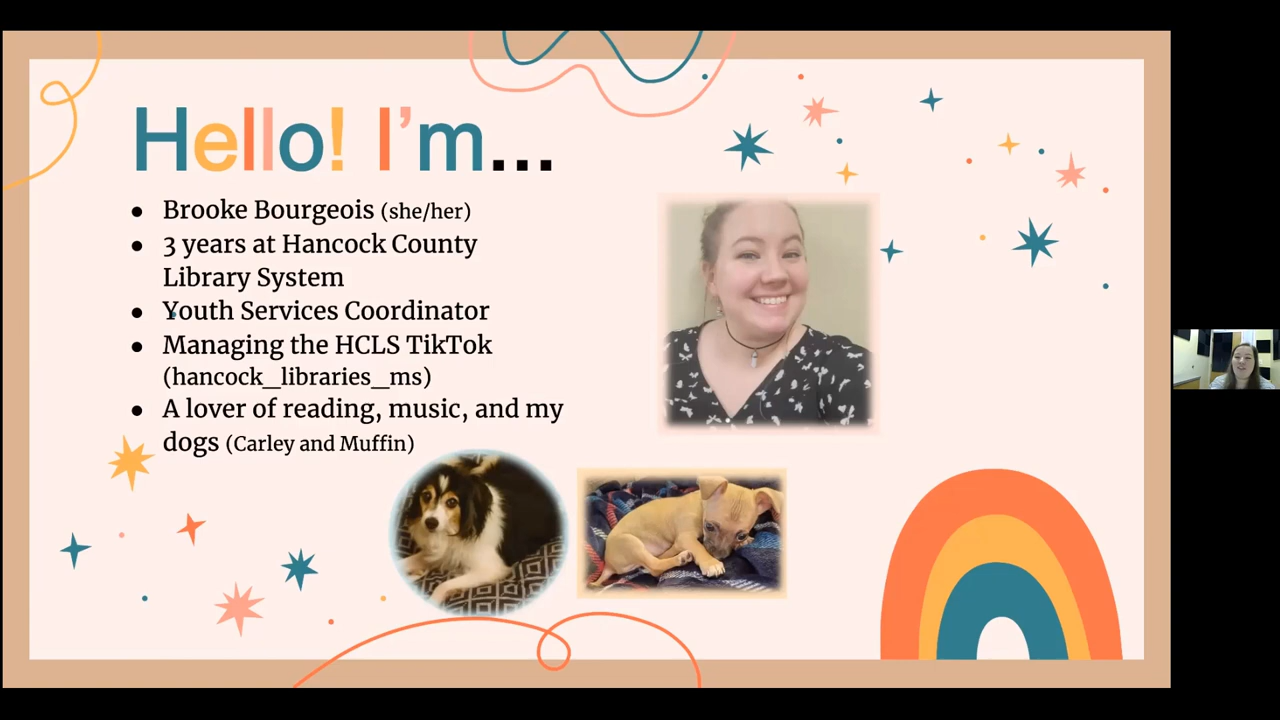 Hello! I'm...
● Brooke Bourgeois (she/her)
● 3 years at Hancock County
Library System
● Youth Services Coordinator
● Managing the HCLS TikTok
(hancock_libraries_ms)
● A lover of reading, music, and my
dogs (Carley and Muffin)